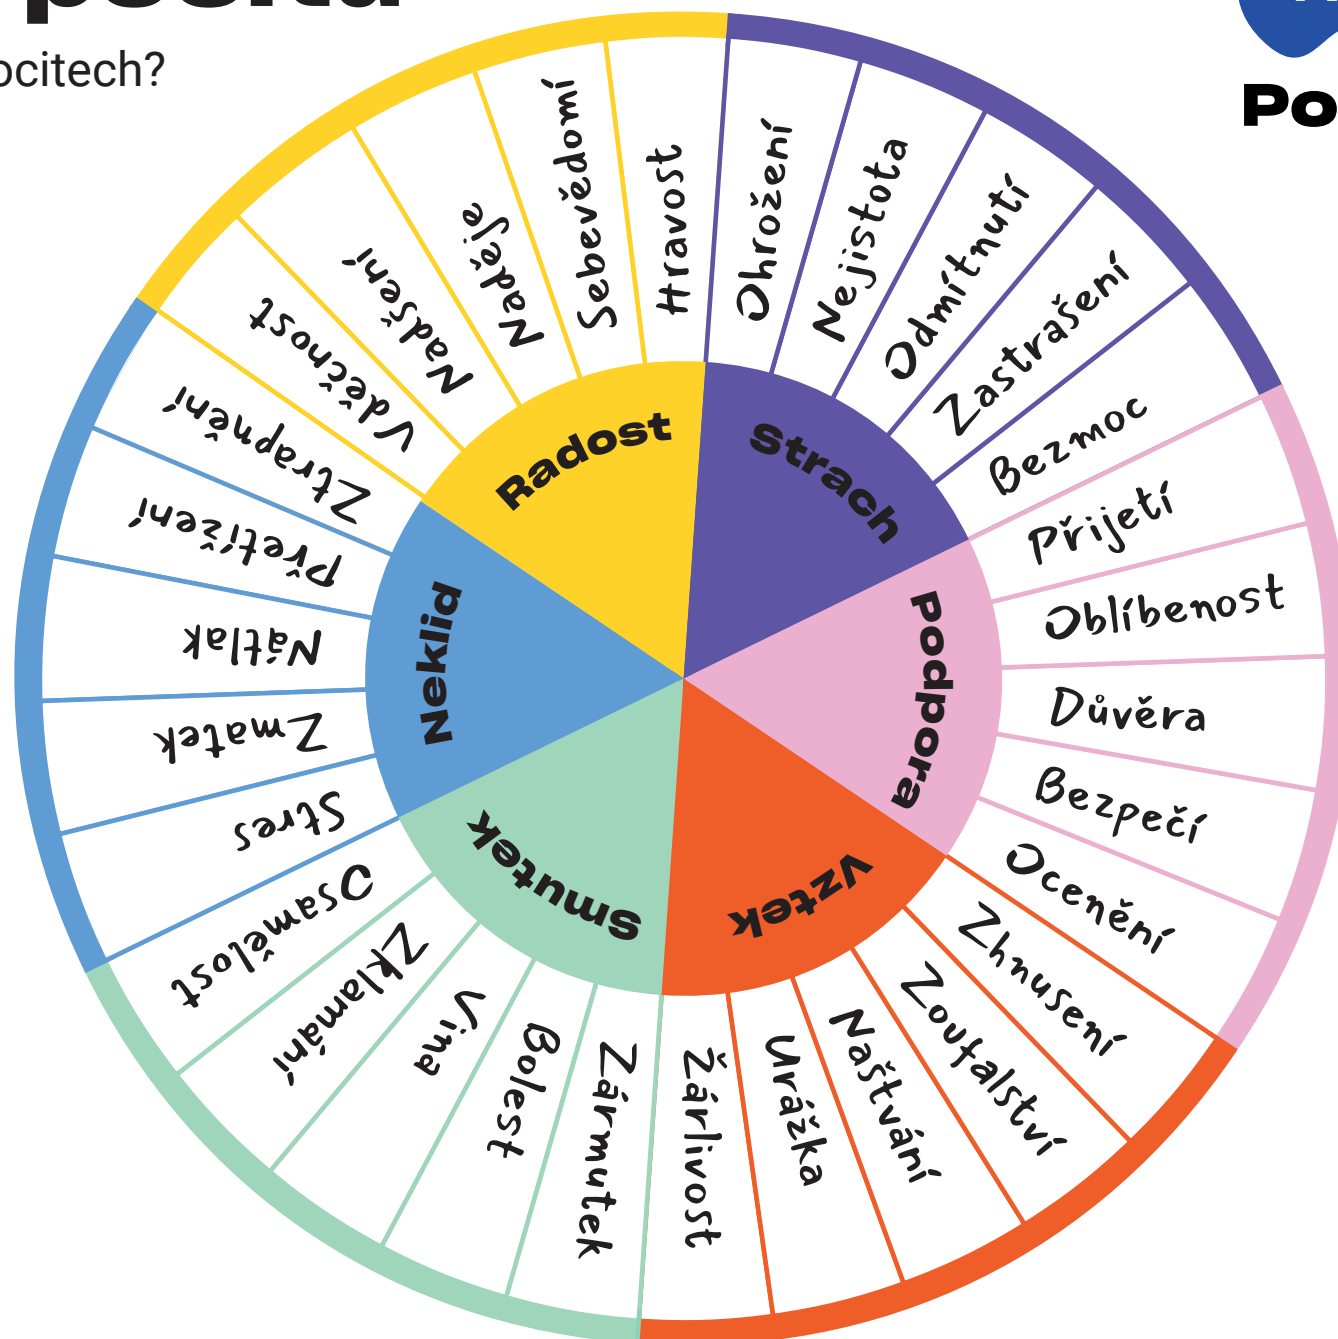 pocitů
ocitech?
Po
Radost
Strach
Podpora
Vztek
Smutek
Neklid
Ohrožení
Nejistota
Odmítnutí
Zastrašení
Bezmoc
Přijetí
Oblíbenost
Důvěra
Bezpečí
Ocenění
Zhnusení
Zoufalství
Naštvání
Urážka
Žárlivost
Zármutek
Bolest
Vina
Zklamání
Osamělost
Stres
Zmatek
Nátlak
Přetížení
Ztrapnění
Vděčnost
Nadšení
Naděje
Sebevědomí
Hravost